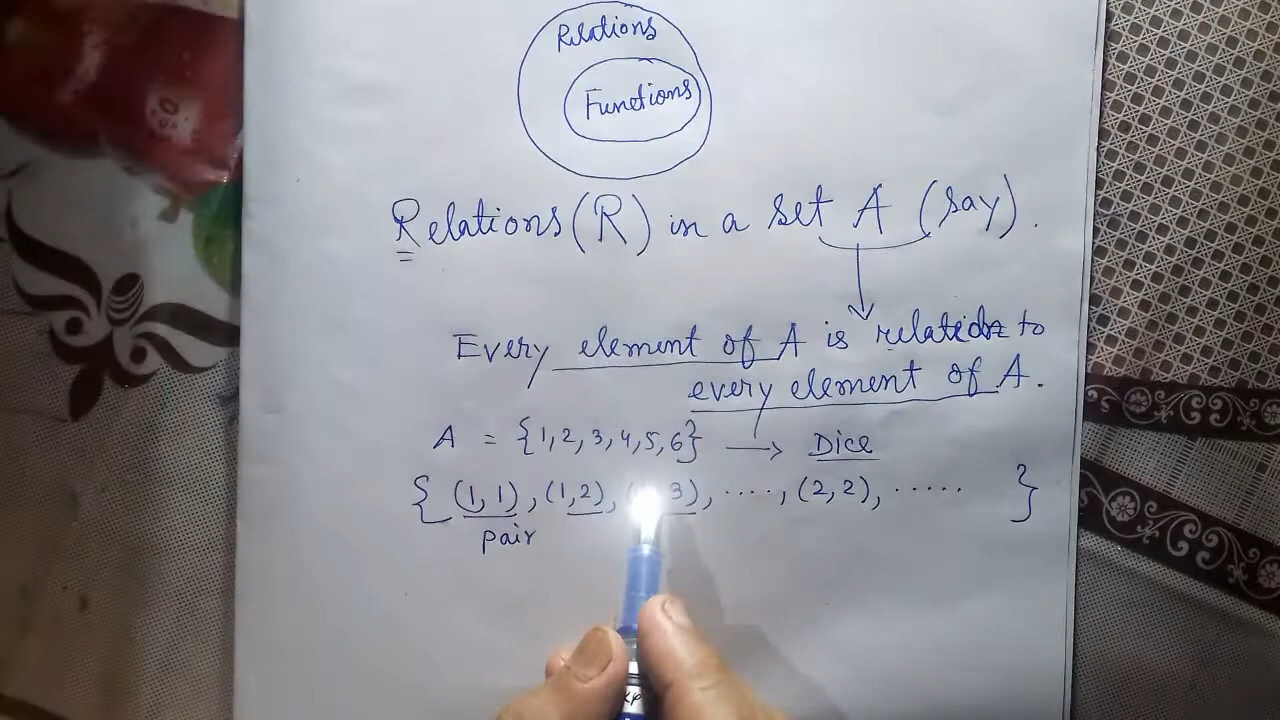 Relations
Functions
Relations (R) in a set A (say).
Every element of A is related to
every element of A.
A = {1,2,3,4,5,6} → Dice
{(1,1), (1,2), 3), ...., (2,2), ..... }
pair